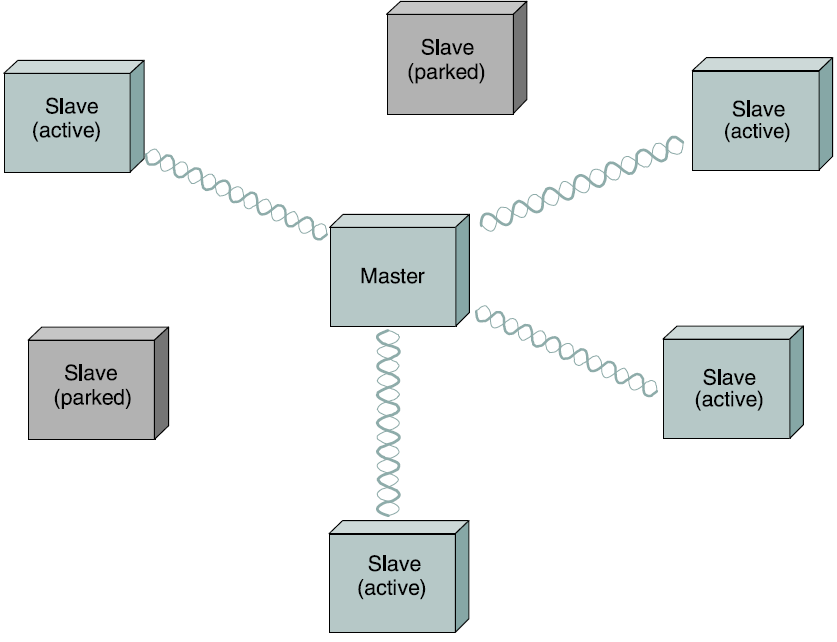 Slave
(parked)
Slave
(active)
Slave
(active)
Master
Slave
(parked)
Slave
(active)
Slave
(active)